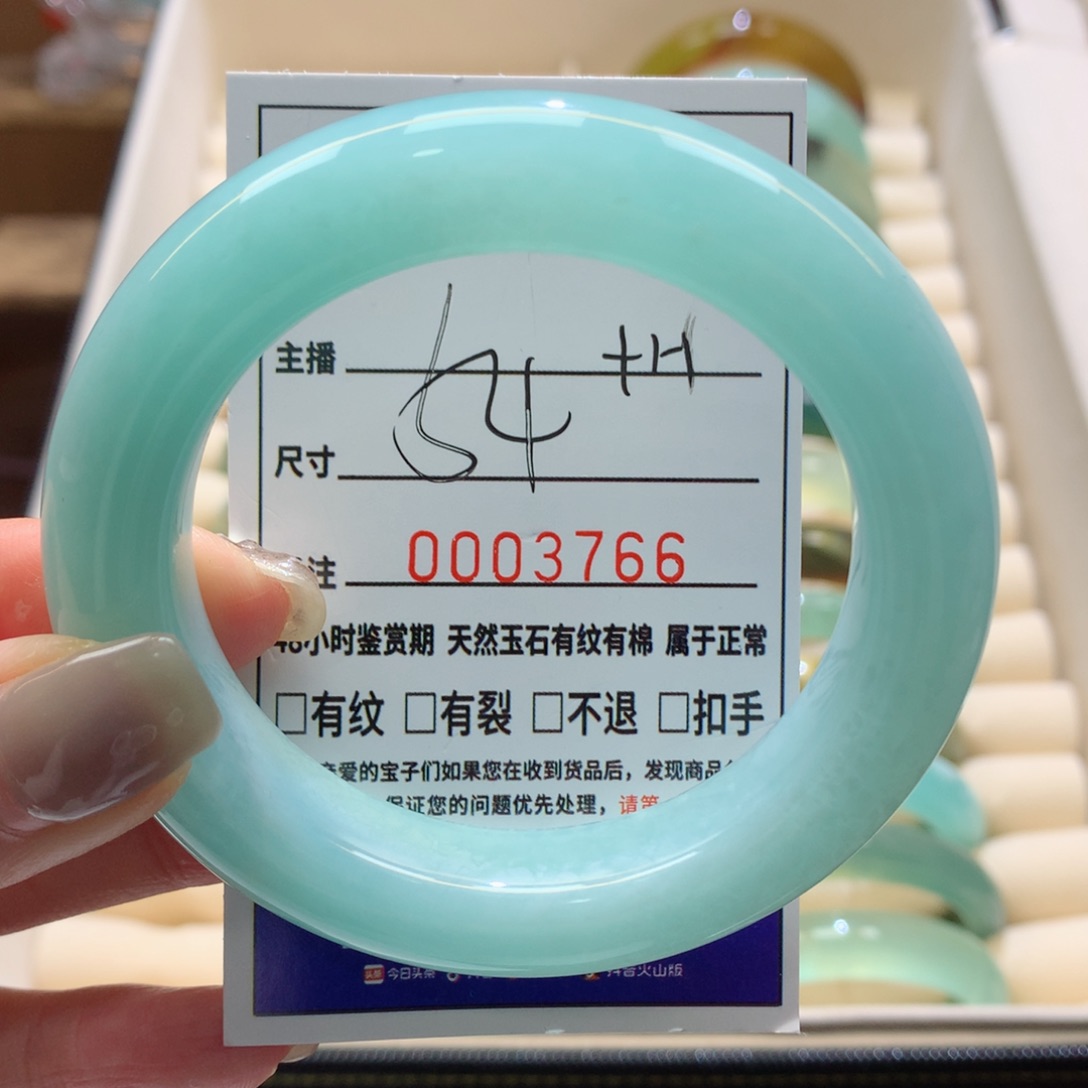 主播
54 +H
尺寸
注 0003766
48小时鉴赏期 天然玉石有纹有棉 属于正常
□有纹 □有裂 □不退 □扣手
亲爱的宝子们如果您在收到货品后，发现商品
保证您的问题优先处理，请第
今日头条 抖音火山版